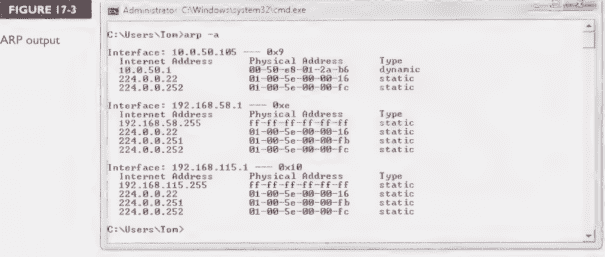 FIGURE 17-3
ARP output
Administrator: C:\Windows\system32\cmd.exe
C:\Users\Tom>arp -a
Interface: 10.0.50.105 --- 0x9
Internet Address Physical Address Type
10.0.50.1 00-50-e8-01-2a-b6 dynamic
224.0.0.22 01-00-5e-00-00-16 static
224.0.0.252 01-00-5e-00-00-fc static
Interface: 192.168.58.1 --- 0xe
Internet Address Physical Address Type
192.168.58.255 ff-ff-ff-ff-ff-ff static
224.0.0.22 01-00-5e-00-00-16 static
224.0.0.251 01-00-5e-00-00-fb static
224.0.0.252 01-00-5e-00-00-fc static
Interface: 192.168.115.1 --- 0x10
Internet Address Physical Address Type
192.168.115.255 ff-ff-ff-ff-ff-ff static
224.0.0.22 01-00-5e-00-00-16 static
224.0.0.251 01-00-5e-00-00-fb static
224.0.0.252 01-00-5e-00-00-fc static
C:\Users\Tom>